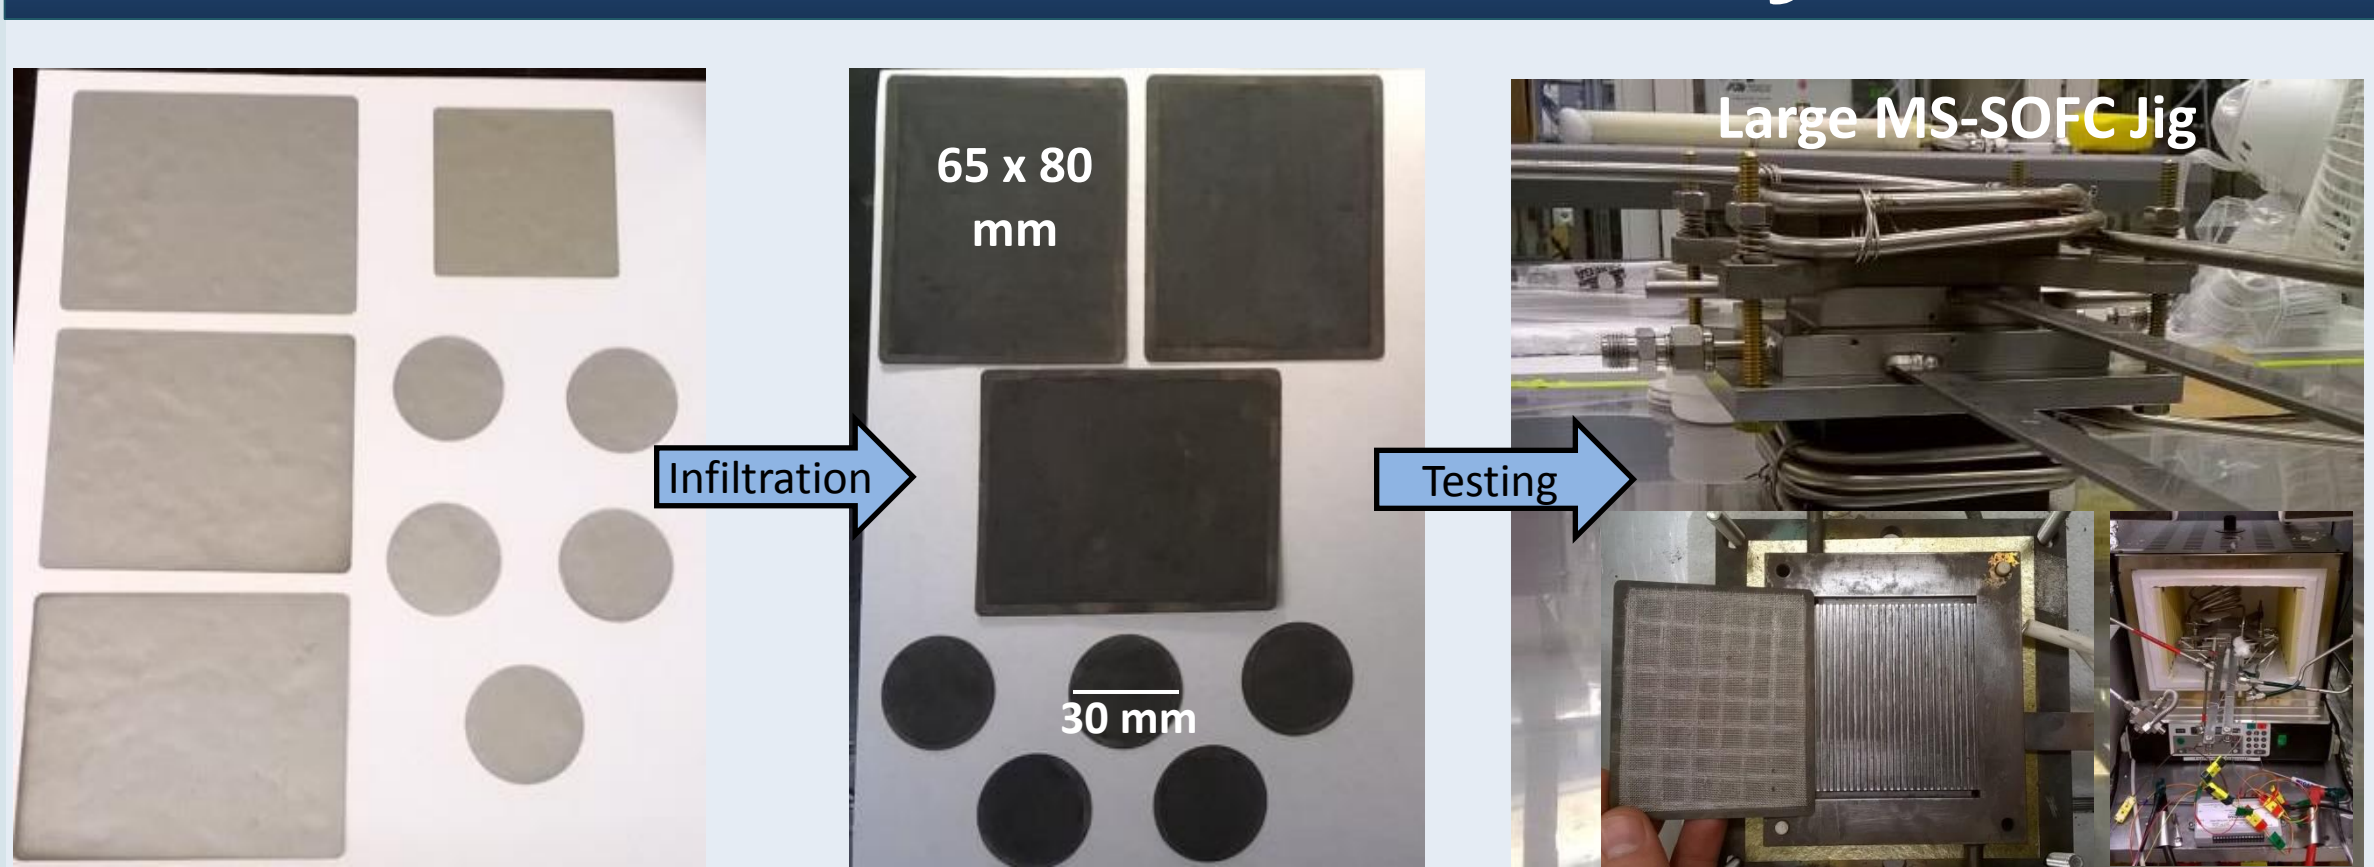 65 x 80
mm
30 mm
Infiltration
Testing
Large MS-SOFC Jig